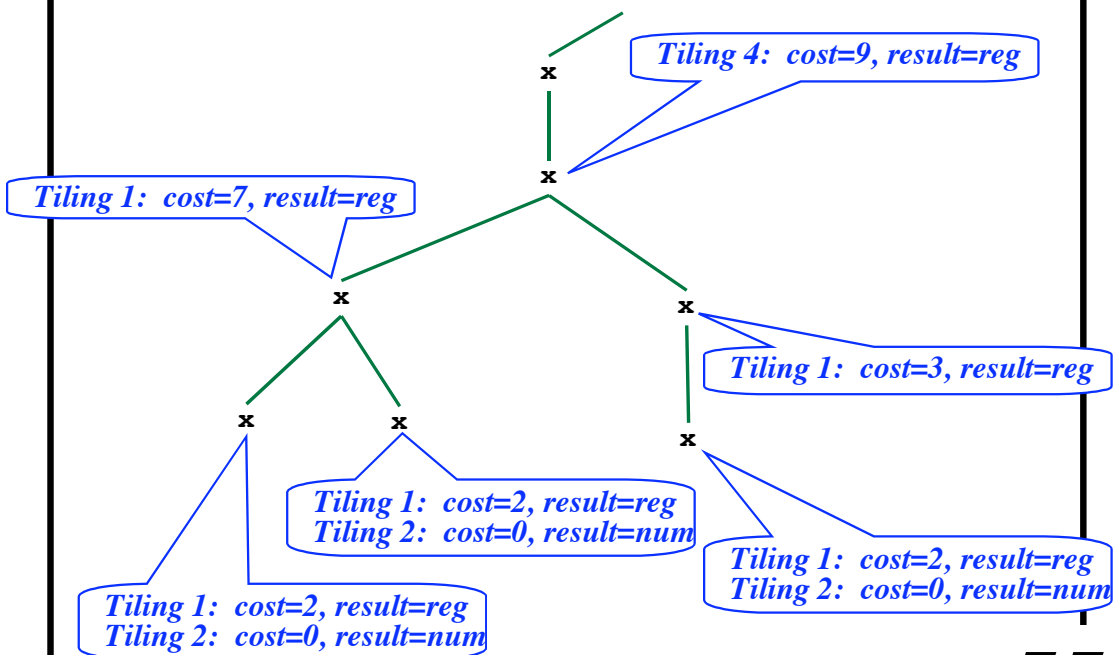 x
Tiling 4: cost=9, result=reg
x
Tiling 1: cost=7, result=reg
x
x
Tiling 1: cost=3, result=reg
x
x
x
Tiling 1: cost=2, result=reg
Tiling 2: cost=0, result=num
Tiling 1: cost=2, result=reg
Tiling 2: cost=0, result=num
Tiling 1: cost=2, result=reg
Tiling 2: cost=0, result=num